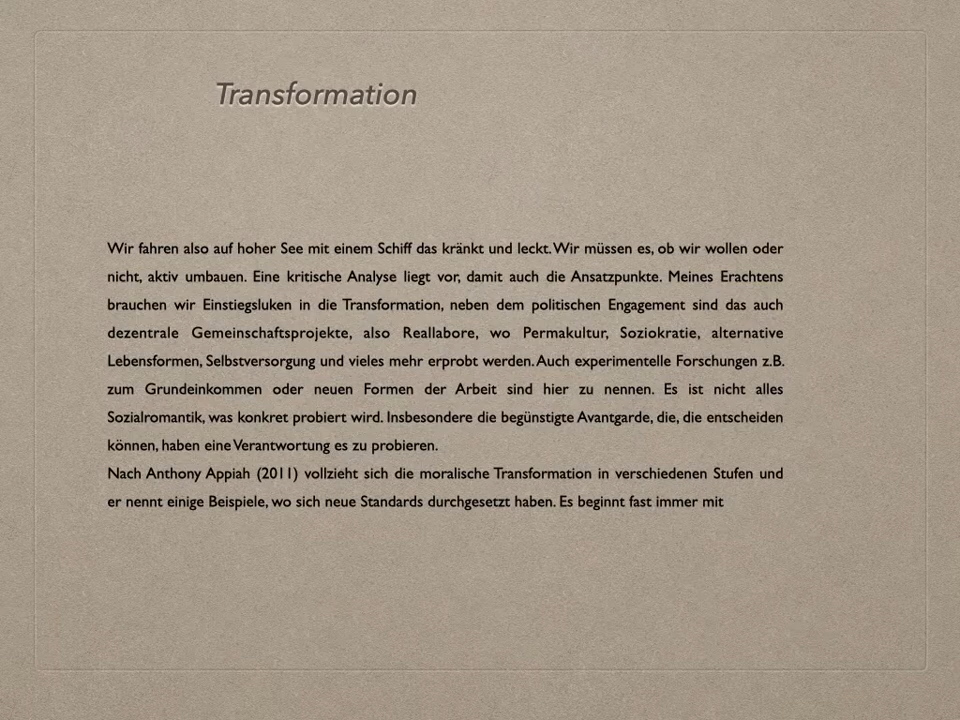 Transformation
Wir fahren also auf hoher See mit einem Schiff das kränkt und leckt. Wir müssen es, ob wir wollen oder
nicht, aktiv umbauen. Eine kritische Analyse liegt vor, damit auch die Ansatzpunkte. Meines Erachtens
brauchen wir Einstiegsluken in die Transformation, neben dem politischen Engagement sind das auch
dezentrale Gemeinschaftsprojekte, also Reallabore, wo Permakultur, Soziokratie, alternative
Lebensformen, Selbstversorgung und vieles mehr erprobt werden. Auch experimentelle Forschungen z.B.
zum Grundeinkommen oder neuen Formen der Arbeit sind hier zu nennen. Es ist nicht alles
Sozialromantik, was konkret probiert wird. Insbesondere die begünstigte Avantgarde, die, die entscheiden
können, haben eine Verantwortung es zu probieren.
Nach Anthony Appiah (2011) vollzieht sich die moralische Transformation in verschiedenen Stufen und
er nennt einige Beispiele, wo sich neue Standards durchgesetzt haben. Es beginnt fast immer mit